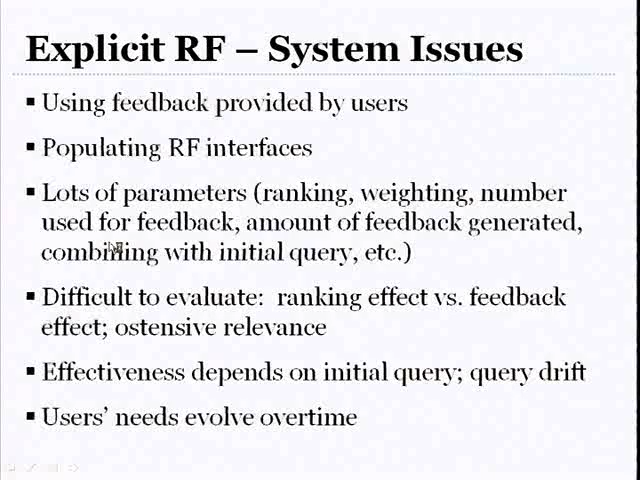 Explicit RF – System Issues
▪ Using feedback provided by users
▪ Populating RF interfaces
▪ Lots of parameters (ranking, weighting, number
used for feedback, amount of feedback generated,
combining with initial query, etc.)
▪ Difficult to evaluate: ranking effect vs. feedback
effect; ostensive relevance
▪ Effectiveness depends on initial query; query drift
▪ Users’ needs evolve overtime